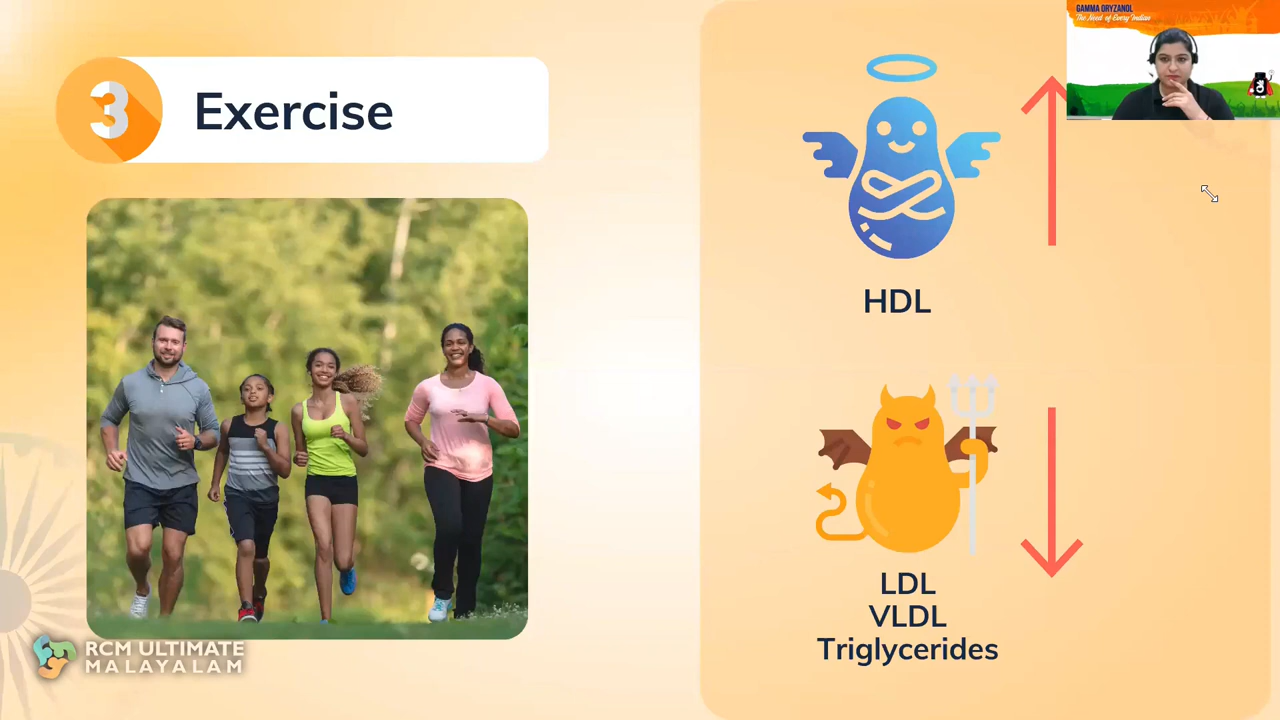 3
Exercise
HDL
LDL
VLDL
Triglycerides
GAMMA ORYZANOL
The Need of Every Indian
RCM ULTIMATE
MALAYALAM